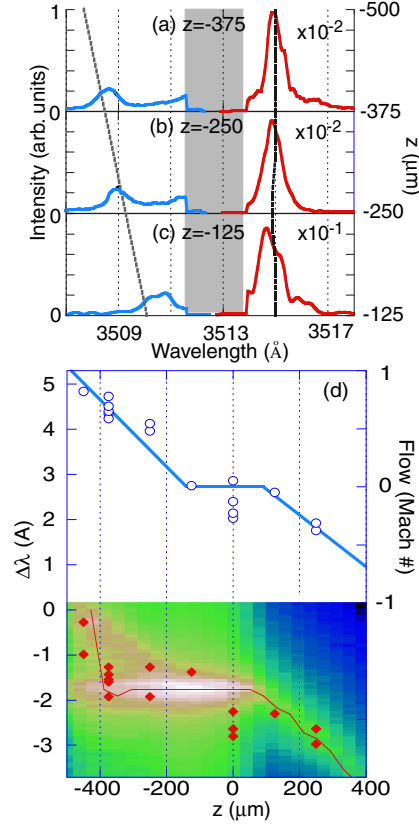 1
(a) z=-375
x10-2
-500
0
-375
(b) z=-250
x10-2
0
-250
(c) z=-125
x10-1
0
-125
Intensity (arb. units)
z (μm)
3509
3513
3517
Wavelength (Å)
5
4
3
2
1
(d)
1
0
-1
Δλ (A)
Flow (Mach #)
0
-1
-2
-3
-400
-200
0
200
400
z (μm)